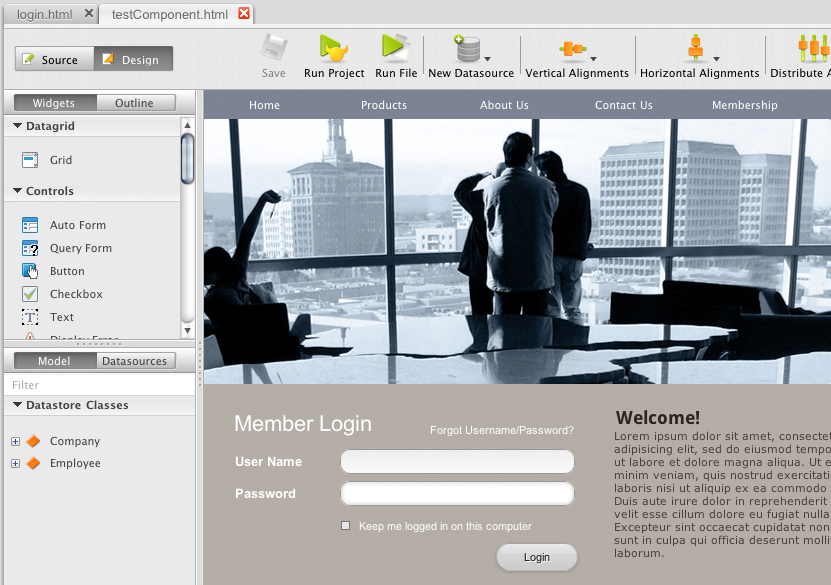 login.html
testComponent.html
Source
Design
Save
Run Project
Run File
New Datasource
Vertical Alignments
Horizontal Alignments
Distribute
Widgets
Outline
Datagrid
Grid
Controls
Auto Form
Query Form
Button
Checkbox
Text
Display Error
Model
Datasources
Filter
Datastore Classes
Company
Employee
Home
Products
About Us
Contact Us
Membership
Member Login
Forgot Username/Password?
User Name
Password
Keep me logged in on this computer
Login
Welcome!
Lorem ipsum dolor sit amet,
adipisicing elit, sed do eiusmod
ut labore et dolore magna aliqua. Ut
minim veniam, quis nostrud
laboris nisi ut aliquip ex ea commodo
Duis aute irure dolor in reprehenderit
velit esse cillum dolore eu fugiat nulla
Excepteur sint occaecat cupidatat non
sunt in culpa qui officia deserunt
laborum.